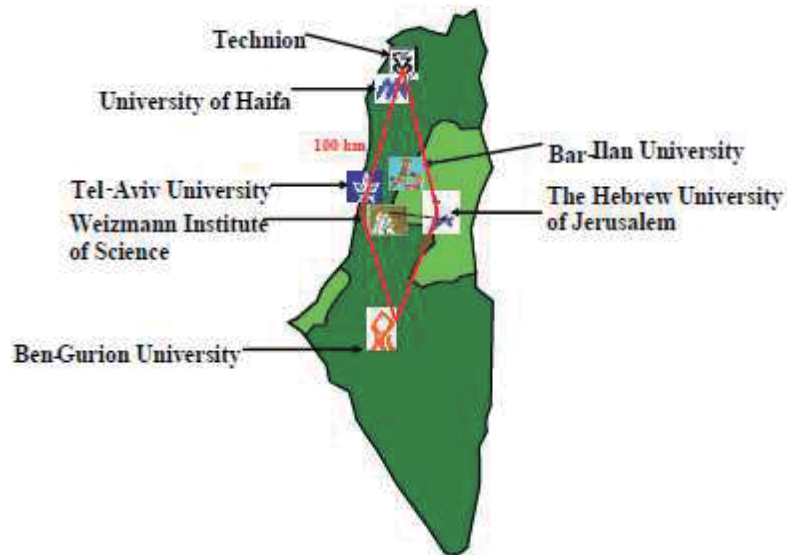 Technion
University of Haifa
100 km
Bar-Ilan University
Tel-Aviv University
The Hebrew University
of Jerusalem
Weizmann Institute
of Science
Ben-Gurion University